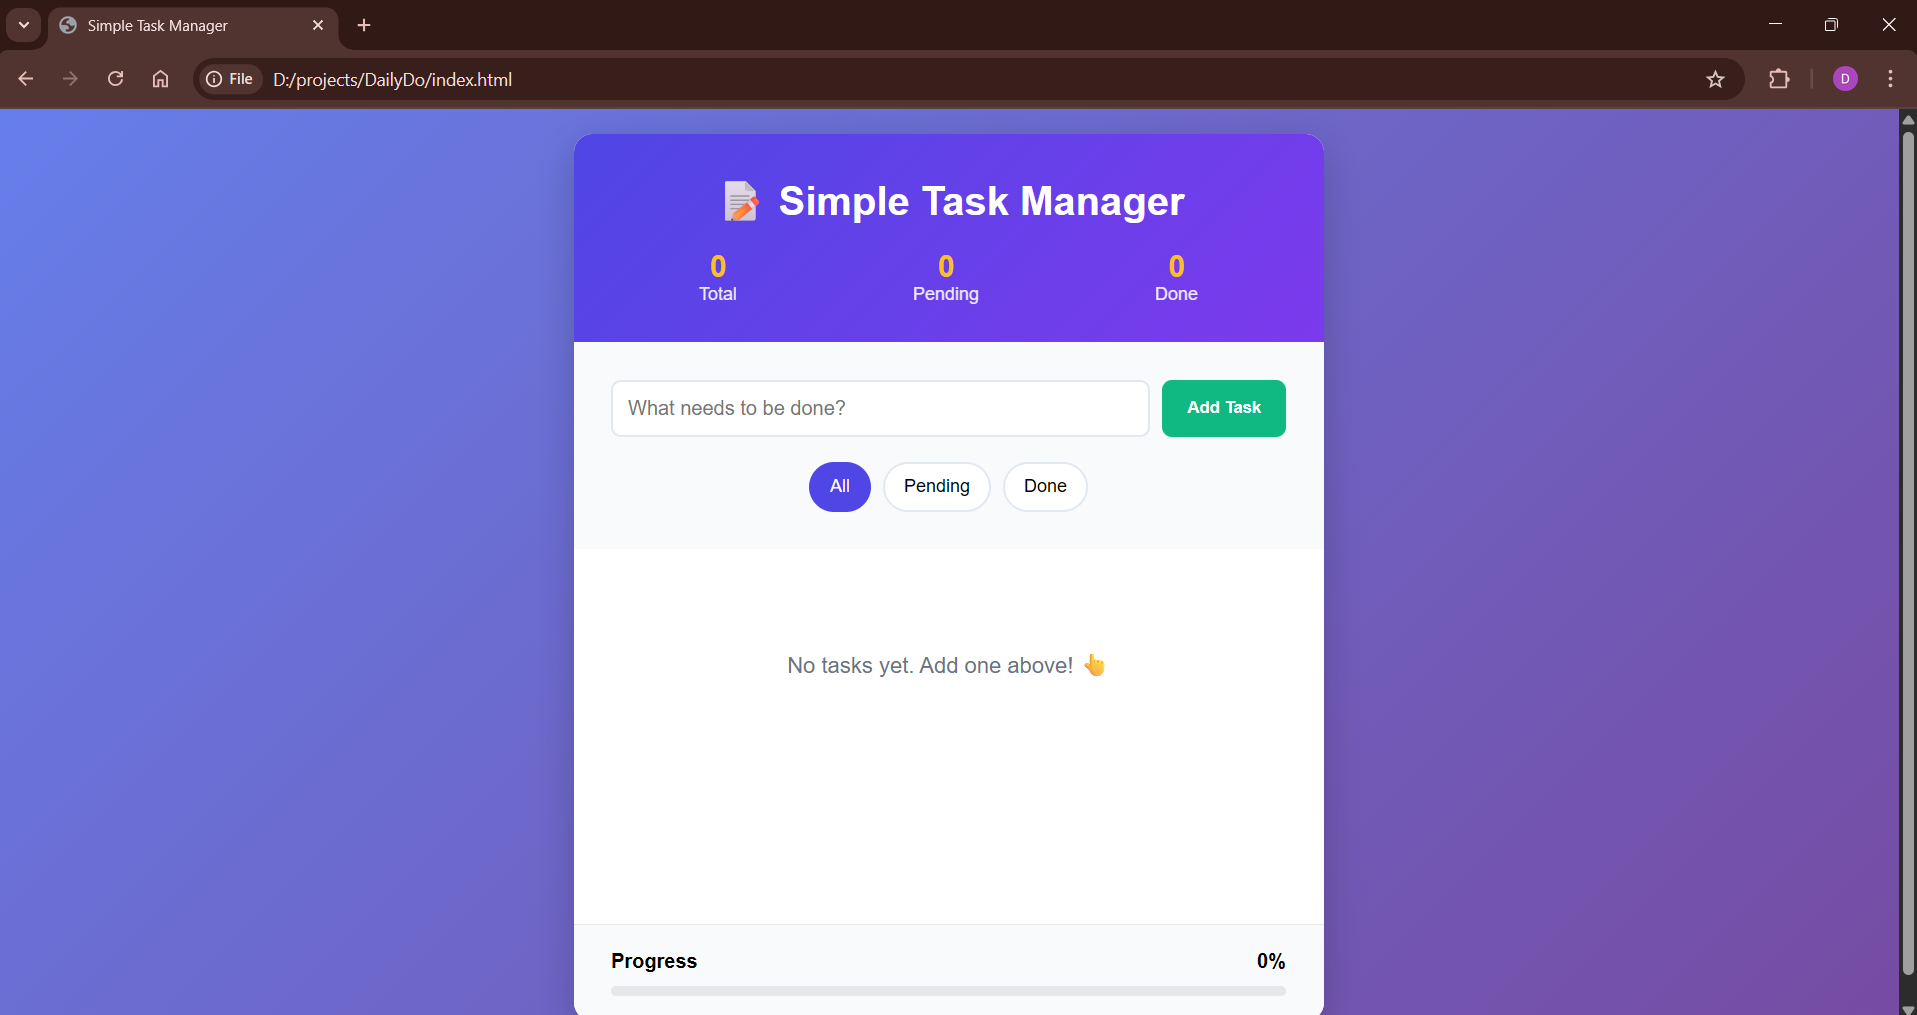 Simple Task Manager
File D:/projects/DailyDo/index.html
D
Simple Task Manager
0 0 0
Total Pending Done
What needs to be done? Add Task
All Pending Done
No tasks yet. Add one above! 👆
Progress 0%